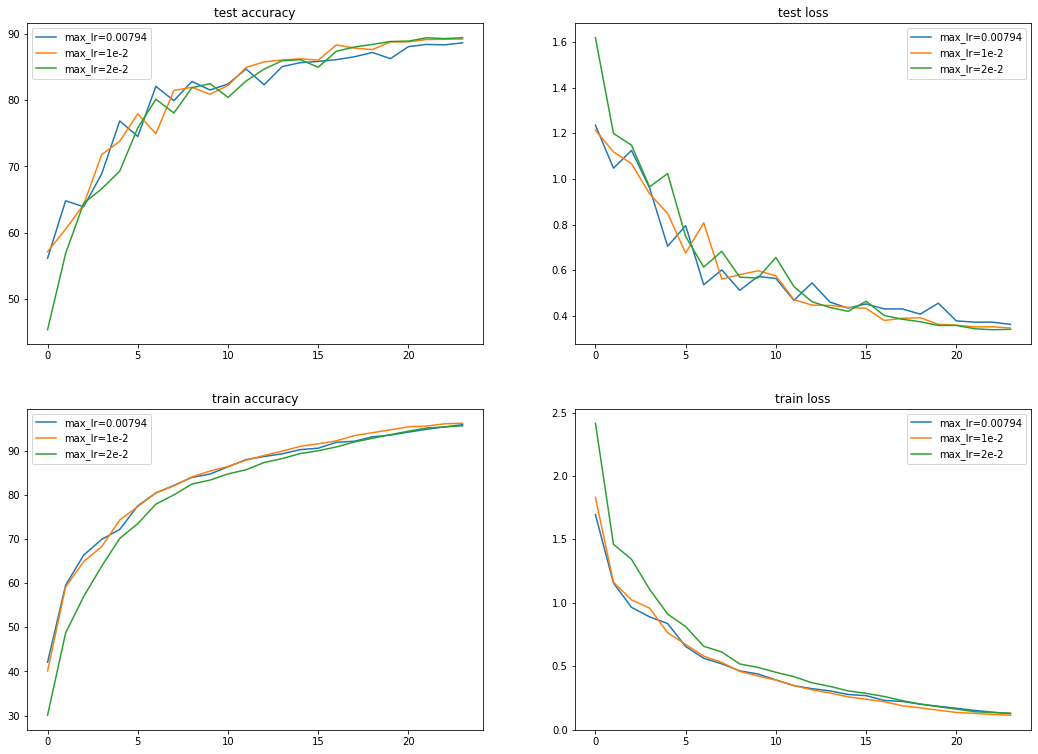 test accuracy
90
80
70
60
50
0
5
10
15
20
max_lr=0.00794
max_lr=1e-2
max_lr=2e-2
test loss
1.6
1.4
1.2
1.0
0.8
0.6
0.4
0
5
10
15
20
max_lr=0.00794
max_lr=1e-2
max_lr=2e-2
train accuracy
90
80
70
60
50
40
30
0
5
10
15
20
max_lr=0.00794
max_lr=1e-2
max_lr=2e-2
train loss
2.5
2.0
1.5
1.0
0.5
0.0
0
5
10
15
20
max_lr=0.00794
max_lr=1e-2
max_lr=2e-2